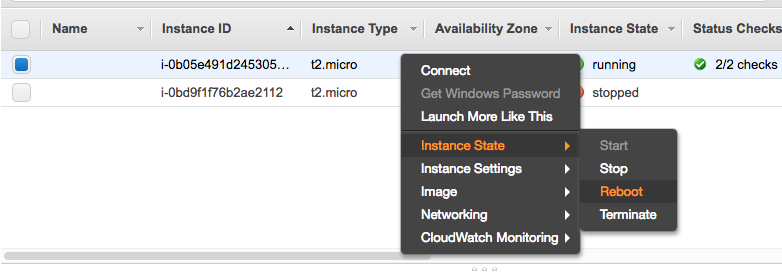 Name Instance ID Instance Type Availability Zone Instance State Status Checks
i-0b05e491d245305... t2.micro running 2/2 checks
i-0bd9f1f76b2ae2112 t2.micro stopped
Connect
Get Windows Password
Launch More Like This
Instance State
Instance Settings
Image
Networking
CloudWatch Monitoring
Start
Stop
Reboot
Terminate